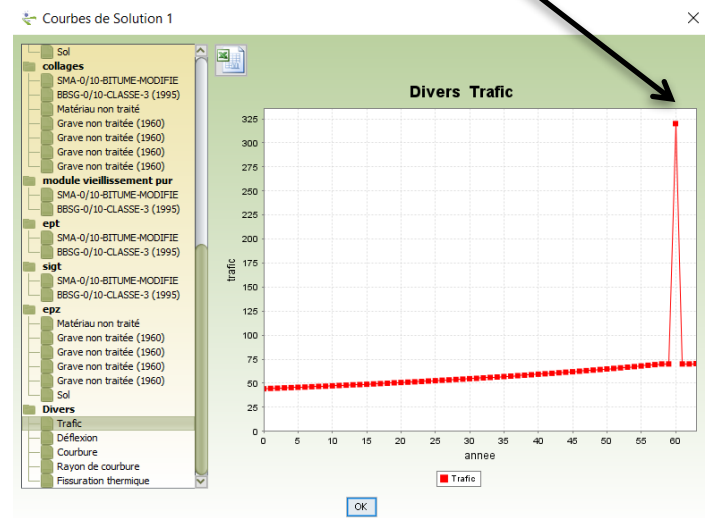 Courbes de Solution 1
Sol
collages
SMA-0/10-BITUME-MODIFIE
BBSG-0/10-CLASSE-3 (1995)
Matériau non traité
Grave non traitée (1960)
Grave non traitée (1960)
Grave non traitée (1960)
Grave non traitée (1960)
module vieillissement pur
SMA-0/10-BITUME-MODIFIE
BBSG-0/10-CLASSE-3 (1995)
ept
SMA-0/10-BITUME-MODIFIE
BBSG-0/10-CLASSE-3 (1995)
sigt
SMA-0/10-BITUME-MODIFIE
BBSG-0/10-CLASSE-3 (1995)
epz
Matériau non traité
Grave non traitée (1960)
Grave non traitée (1960)
Grave non traitée (1960)
Grave non traitée (1960)
Sol
Divers
Trafic
Déflexion
Courbure
Rayon de courbure
Fissuration thermique
Divers Trafic
trafic
325
300
275
250
225
200
175
150
125
100
75
50
25
0
0 5 10 15 20 25 30 35 40 45 50 55 60
annee
Trafic
OK